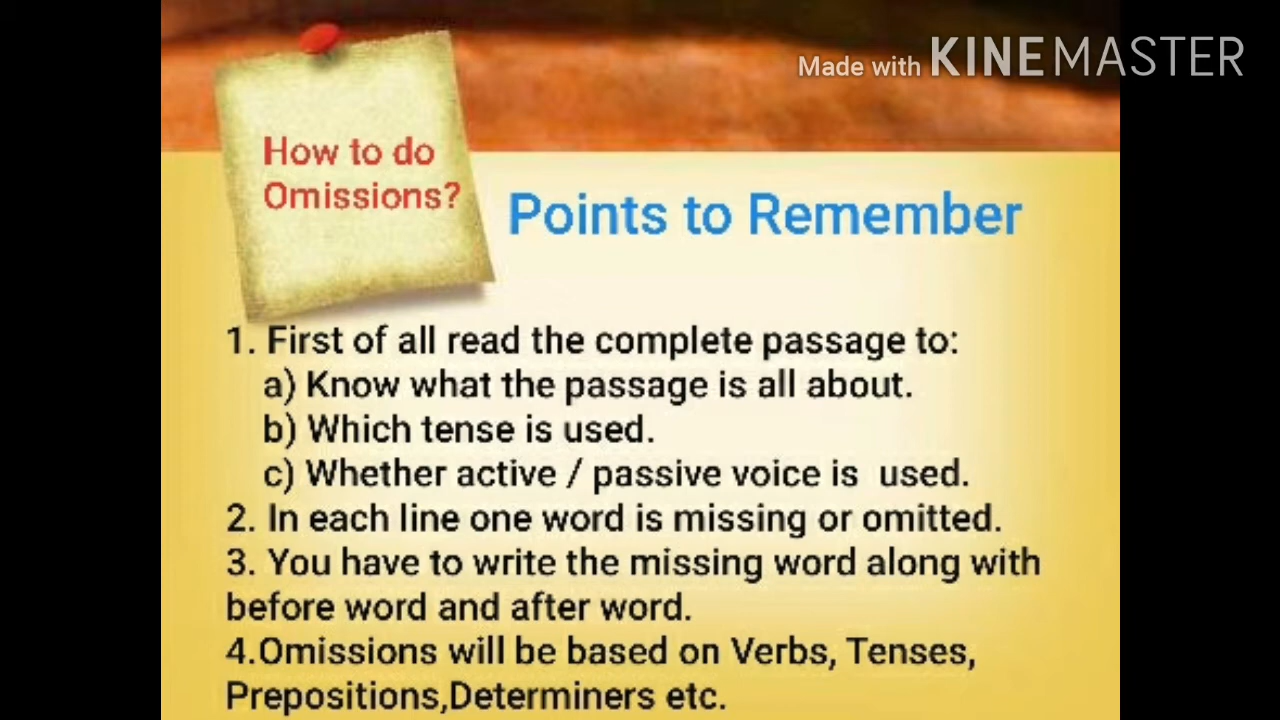 Made with KINEMASTER
How to do
Omissions?
Points to Remember
1. First of all read the complete passage to:
a) Know what the passage is all about.
b) Which tense is used.
c) Whether active / passive voice is used.
2. In each line one word is missing or omitted.
3. You have to write the missing word along with
before word and after word.
4.Omissions will be based on Verbs, Tenses,
Prepositions,Determiners etc.